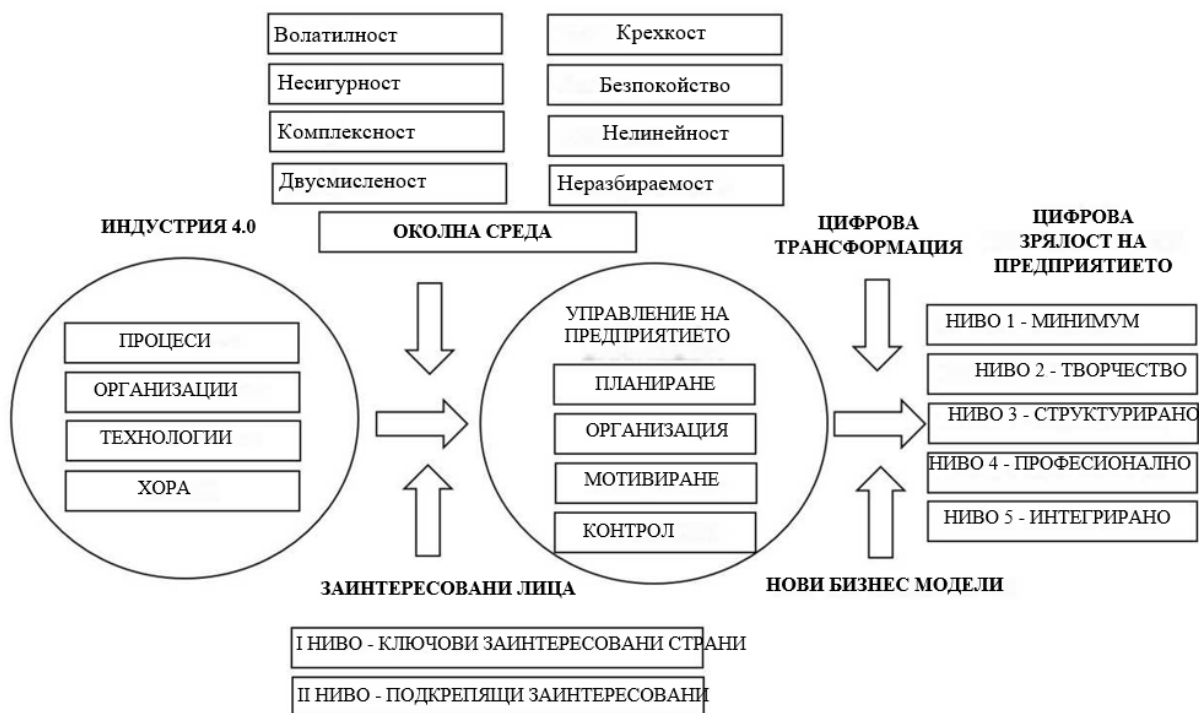 Волатилност
Крехкост
Несигурност
Безпокойство
Комплексност
Нелинейност
Двусмисленост
Неразбираемост
ИНДУСТРИЯ 4.0
ОКОЛНА СРЕДА
ЦИФРОВА
ТРАНСФОРМАЦИЯ
ЦИФРОВА
ЗРЯЛОСТ НА
ПРЕДПРИЯТИЕТО
ПРОЦЕСИ
ОРГАНИЗАЦИИ
ТЕХНОЛОГИИ
ХОРА
УПРАВЛЕНИЕ НА
ПРЕДПРИЯТИЕТО
ПЛАНИРАНЕ
ОРГАНИЗАЦИЯ
МОТИВИРАНЕ
КОНТРОЛ
НИВО 1 - МИНИМУМ
НИВО 2 - ТВОРЧЕСТВО
НИВО 3 - СТРУКТУРИРАНО
НИВО 4 - ПРОФЕСИОНАЛНО
НИВО 5 - ИНТЕГРИРАНО
ЗАИНТЕРЕСОВАНИ ЛИЦА
НОВИ БИЗНЕС МОДЕЛИ
I НИВО - КЛЮЧОВИ ЗАИНТЕРЕСОВАНИ СТРАНИ
II НИВО - ПОДКРЕПЯЩИ ЗАИНТЕРЕСОВАНИ